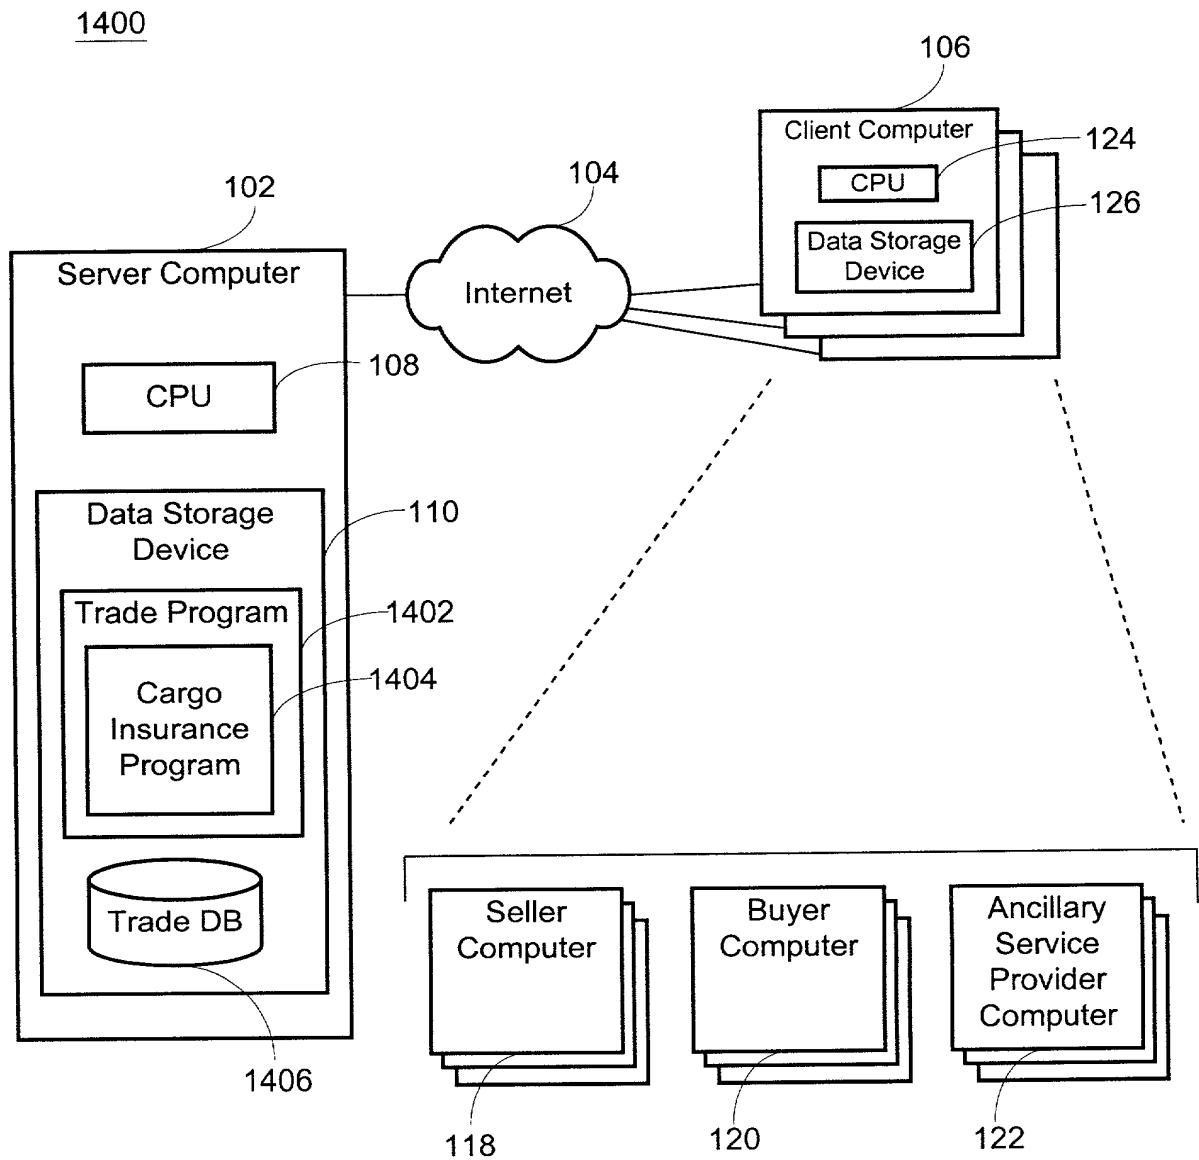 1400
106
Client Computer
124
CPU
126
Data Storage
Device
104
Internet
102
Server Computer
108
CPU
110
Data Storage
Device
Trade Program
1402
1404
Cargo
Insurance
Program
Trade DB
1406
Seller
Computer
118
Buyer
Computer
120
Ancillary
Service
Provider
Computer
122